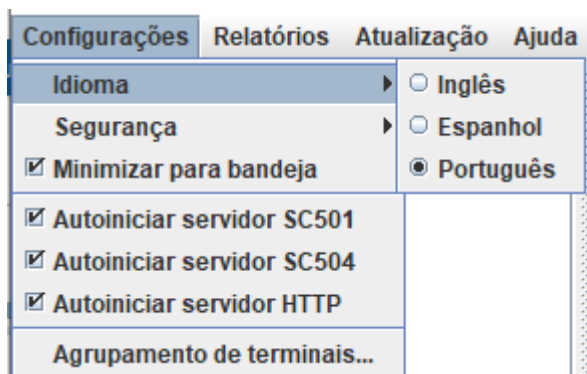 Configurações Relatórios Atualização Ajuda
Idioma
Inglês
Segurança
Espanhol
Minimizar para bandeja
Português
Autoiniciar servidor SC501
Autoiniciar servidor SC504
Autoiniciar servidor HTTP
Agrupamento de terminais...